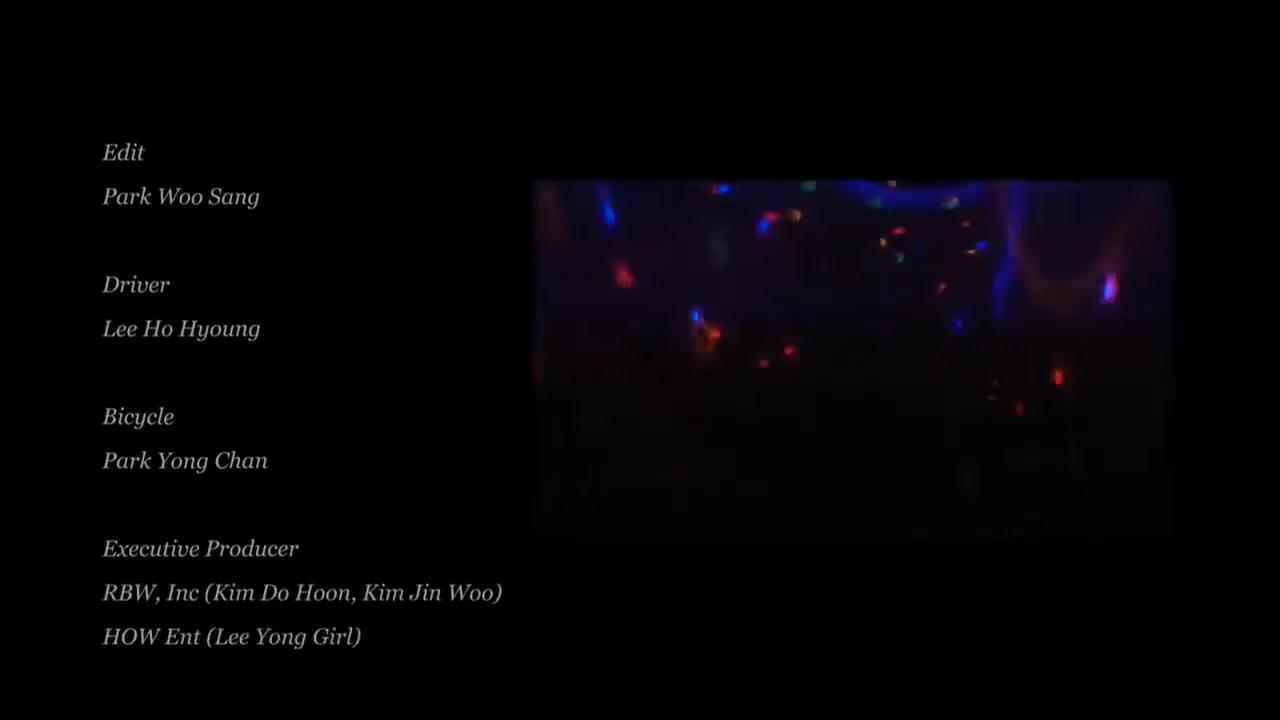 Edit
Park Woo Sang
Driver
Lee Ho Hyoung
Bicycle
Park Yong Chan
Executive Producer
RBW, Inc (Kim Do Hoon, Kim Jin Woo)
HOW Ent (Lee Yong Girl)